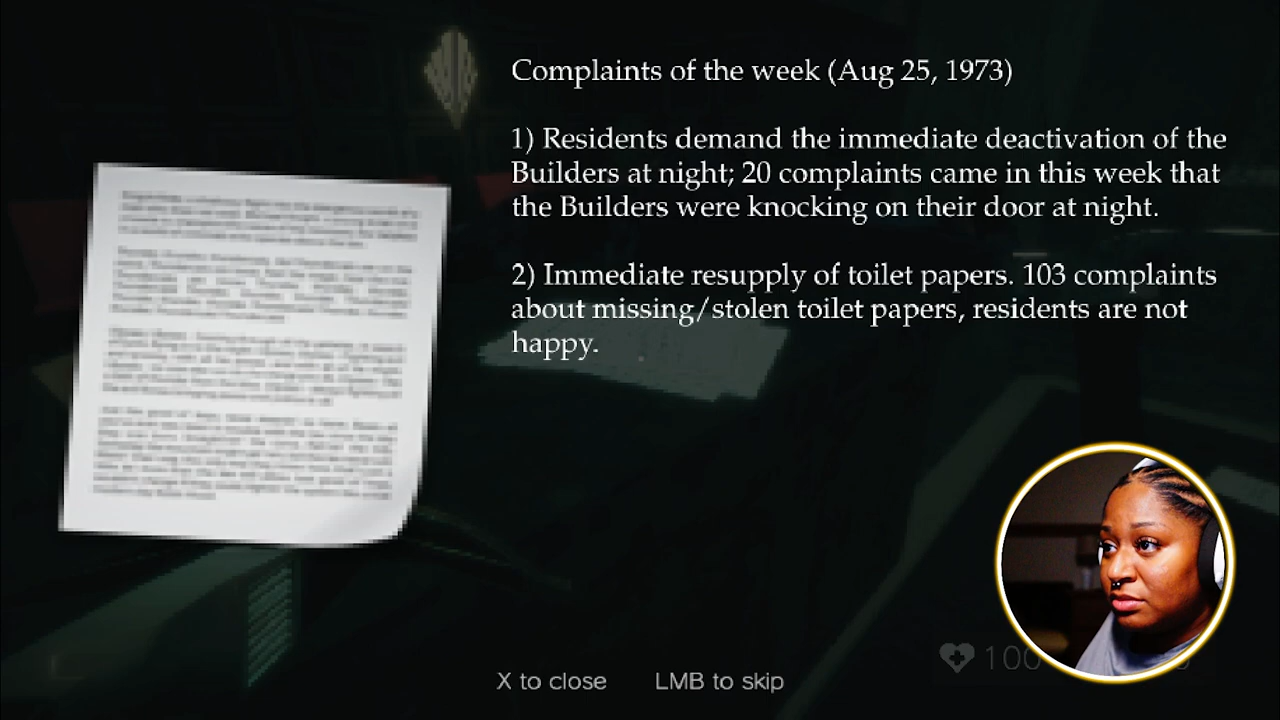 Complaints of the week (Aug 25, 1973)
1) Residents demand the immediate deactivation of the
Builders at night; 20 complaints came in this week that
the Builders were knocking on their door at night.
2) Immediate resupply of toilet papers. 103 complaints
about missing/stolen toilet papers, residents are not
happy.
100
X to close LMB to skip